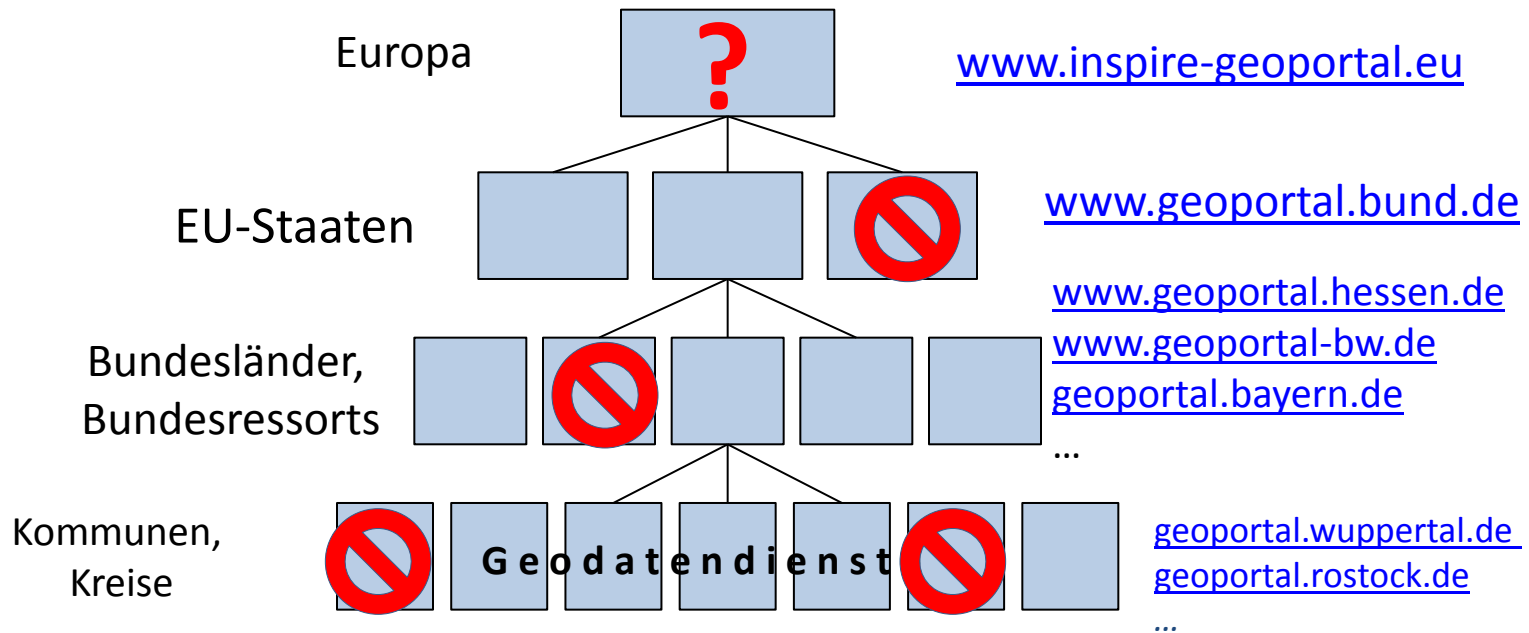 Europa
?
www.inspire-geoportal.eu
EU-Staaten
www.geoportal.bund.de
Bundesländer,
Bundesressorts
www.geoportal.hessen.de
www.geoportal-bw.de
geoportal.bayern.de
...
Kommunen,
Kreise
Geodatendienst
geoportal.wuppertal.de
geoportal.rostock.de
...